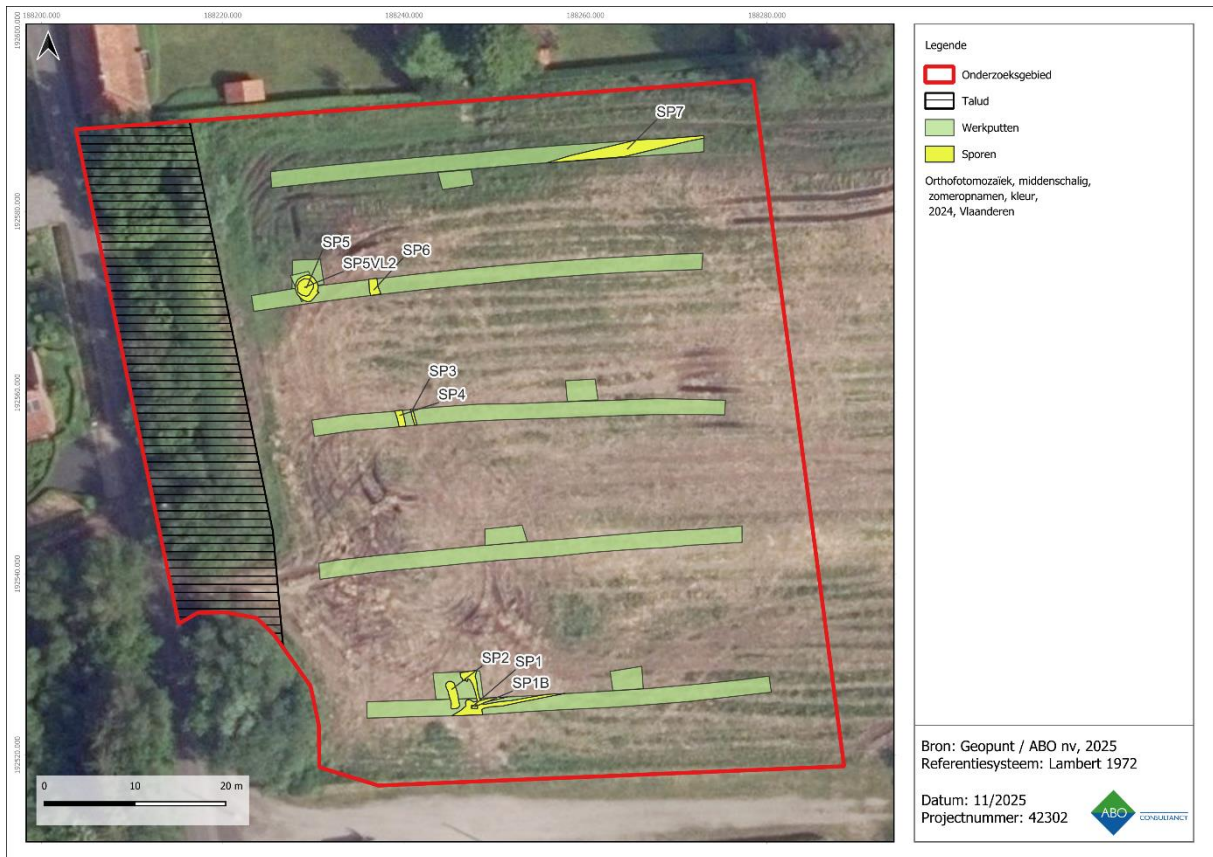 188200.000
188220.000
188240.000
188260.000
188280.000
192600.000
192580.000
192560.000
192540.000
192520.000
SP7
SP5
SP6
SP5VL2
SP3
SP4
SP2
SP1
SP1B
0
10
20 m
Legende
Onderzoeksgebied
Talud
Werkputten
Sporen
Orthofotomozaïek, middenschalig,
zomeropnamen, kleur,
2024, Vlaanderen
Bron: Geopunt / ABO nv, 2025
Referentiesysteem: Lambert 1972
Datum: 11/2025
Projectnummer: 42302
ABO
CONSULTANCY